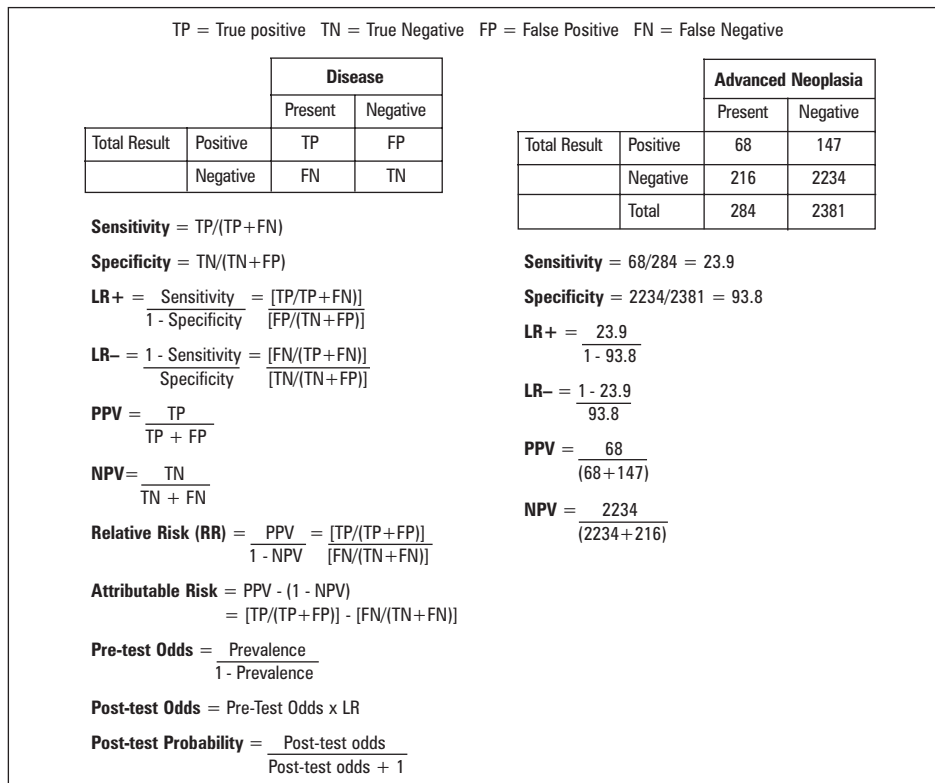 TP = True positive TN = True Negative FP = False Positive FN = False Negative
Disease
Present Negative
Total Result Positive TP FP
Negative FN TN
Sensitivity = TP/(TP+FN)
Specificity = TN/(TN+FP)
LR+ = Sensitivity = [TP/TP+FN)]
1 - Specificity [FP/(TN+FP)]
LR– = 1 - Sensitivity = [FN/(TP+FN)]
Specificity [TN/(TN+FP)]
PPV = TP
TP + FP
NPV= TN
TN + FN
Relative Risk (RR) = PPV = [TP/(TP+FP)]
1 - NPV [FN/(TN+FN)]
Attributable Risk = PPV - (1 - NPV)
= [TP/(TP+FP)] - [FN/(TN+FN)]
Pre-test Odds = Prevalence
1 - Prevalence
Post-test Odds = Pre-Test Odds x LR
Post-test Probability = Post-test odds
Post-test odds + 1
Advanced Neoplasia
Present Negative
Total Result Positive 68 147
Negative 216 2234
Total 284 2381
Sensitivity = 68/284 = 23.9
Specificity = 2234/2381 = 93.8
LR+ = 23.9
1 - 93.8
LR– = 1 - 23.9
93.8
PPV = 68
(68+147)
NPV = 2234
(2234+216)